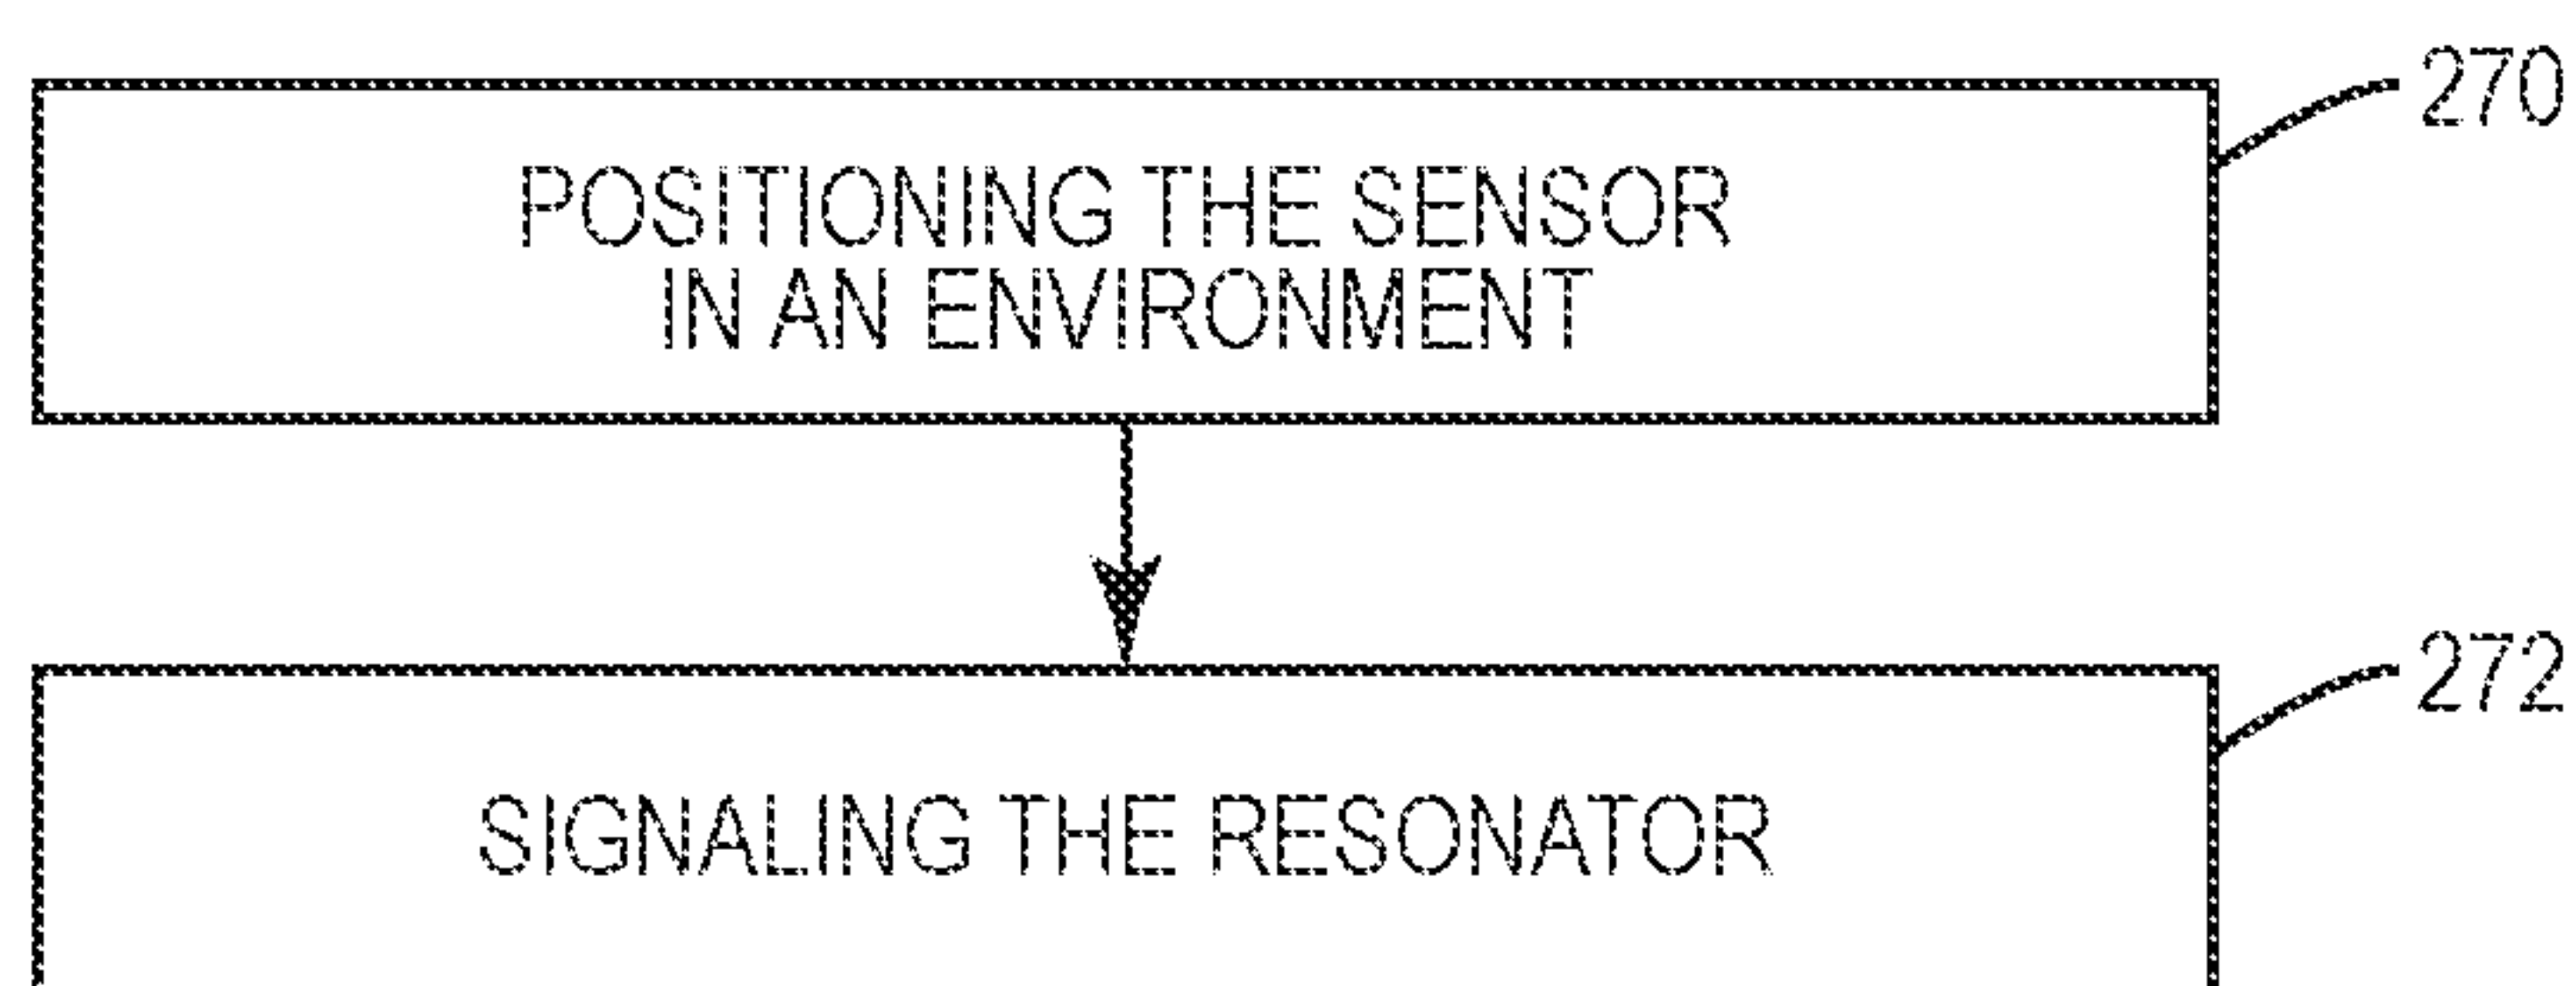 270
POSITIONING THE SENSOR
IN AN ENVIRONMENT
272
SIGNALING THE RESONATOR